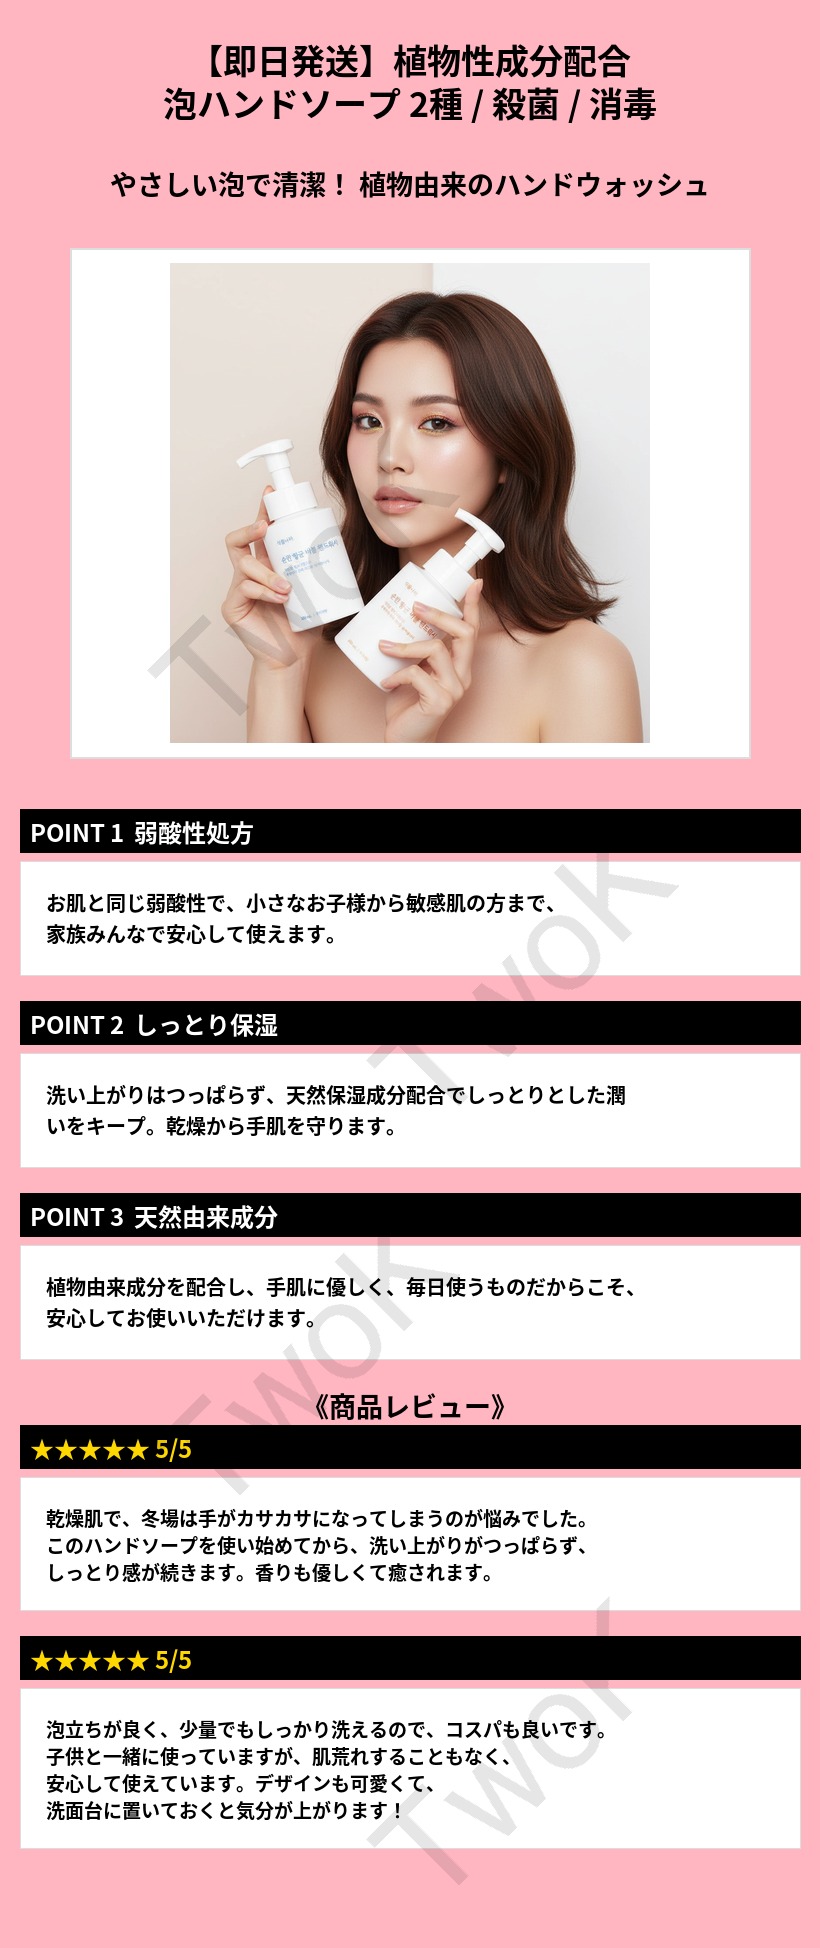 【即日発送】植物性成分配合
泡ハンドソープ 2種 / 殺菌 / 消毒
やさしい泡で清潔！ 植物由来のハンドウォッシュ
TwoK
POINT 1 弱酸性処方
お肌と同じ弱酸性で、小さなお子様から敏感肌の方まで、
家族みんなで安心して使えます。
TwoK
POINT 2 しっとり保湿
洗い上がりはつっぱらず、天然保湿成分配合でしっとりとした潤
いをキープ。乾燥から手肌を守ります。
POINT 3 天然由来成分
植物由来成分を配合し、手肌に優しく、毎日使うものだからこそ、
安心してお使いいただけます。
TwoK
《商品レビュー》
★★★★★ 5/5
乾燥肌で、冬場は手がカサカサになってしまうのが悩みでした。
このハンドソープを使い始めてから、洗い上がりがつっぱらず、
しっとり感が続きます。香りも優しくて癒されます。
★★★★★ 5/5
泡立ちが良く、少量でもしっかり洗えるので、コスパも良いです。
子供と一緒に使っていますが、肌荒れすることもなく、
安心して使えています。デザインも可愛くて、
洗面台に置いておくと気分が上がります！
TwoK